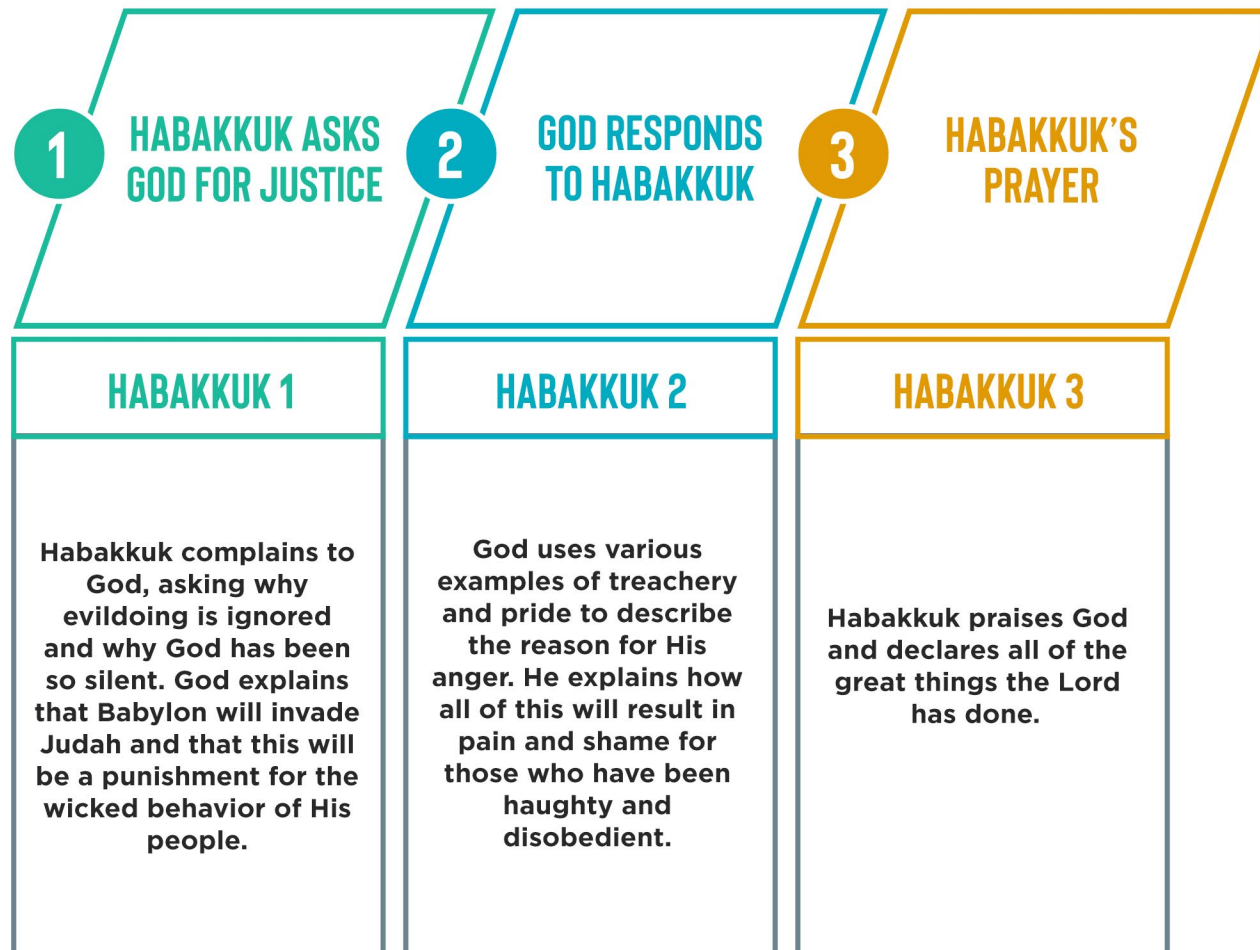 1
HABAKKUK ASKS
GOD FOR JUSTICE
2
GOD RESPONDS
TO HABAKKUK
3
HABAKKUK'S
PRAYER
HABAKKUK 1
Habakkuk complains to
God, asking why
evildoing is ignored
and why God has been
so silent. God explains
that Babylon will invade
Judah and that this will
be a punishment for the
wicked behavior of His
people.
HABAKKUK 2
God uses various
examples of treachery
and pride to describe
the reason for His
anger. He explains how
all of this will result in
pain and shame for
those who have been
haughty and
disobedient.
HABAKKUK 3
Habakkuk praises God
and declares all of the
great things the Lord
has done.